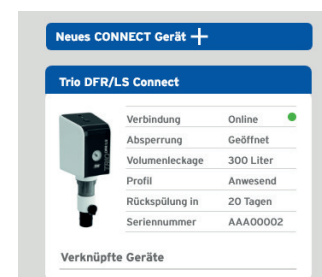 Neues CONNECT Gerät +
Trio DFR/LS Connect
Verbindung Online
Absperrung Geöffnet
Volumenleckage 300 Liter
Profil Anwesend
Rückspülung in 20 Tagen
Seriennummer AAA00002
Verknüpfte Geräte